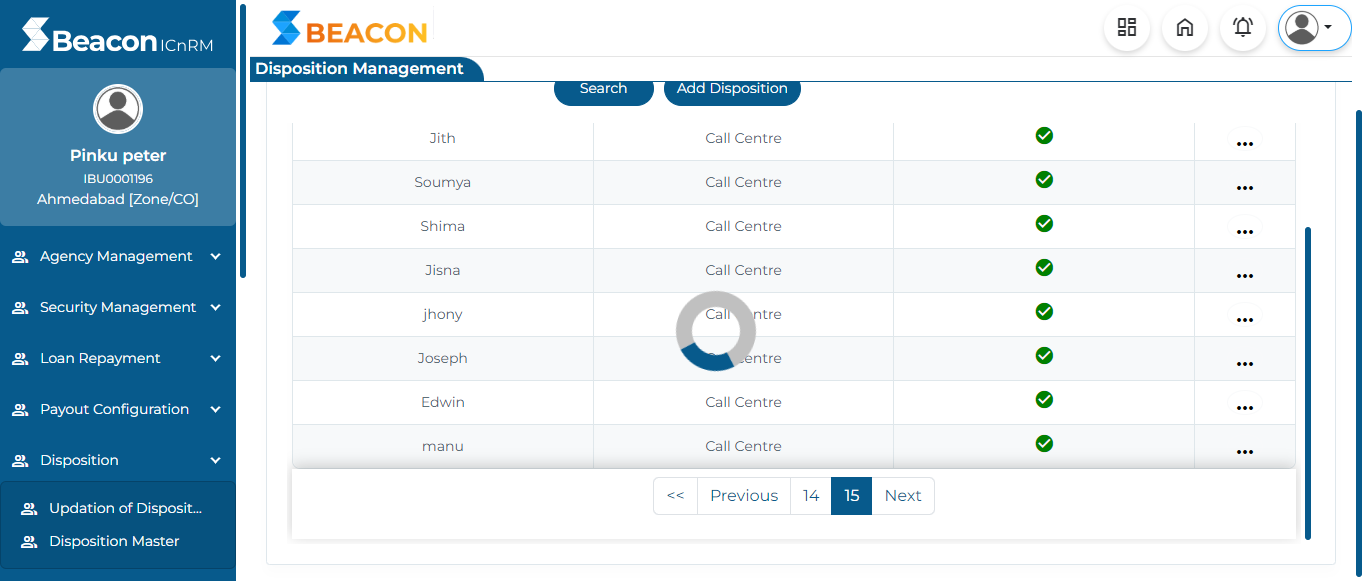 Beacon ICnRM
BEACON
Disposition Management
Pinku peter
IBU0001196
Ahmedabad [Zone/CO]
Agency Management
Security Management
Loan Repayment
Payout Configuration
Disposition
Updation of Disposit...
Disposition Master
Search Add Disposition
Jith Call Centre
Soumya Call Centre
Shima Call Centre
Jisna Call Centre
jhony Call Centre
Joseph Centre
Edwin Call Centre
manu Call Centre
<< Previous 14 15 Next